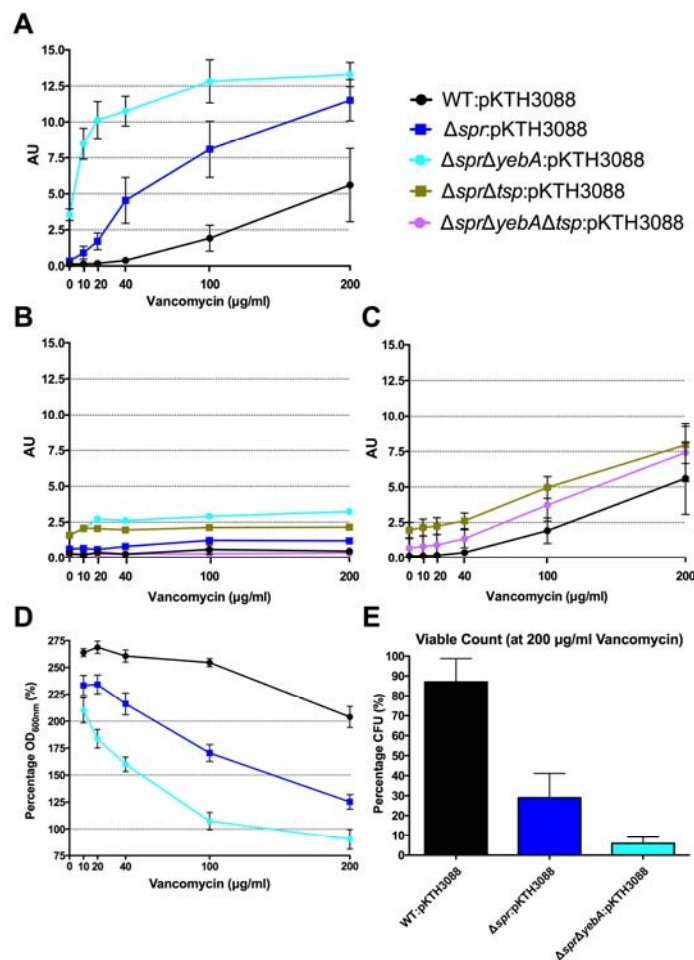 A
15.0
12.5
10.0
7.5
5.0
2.5
0.0
AU
0 10 20 40 100 200
Vancomycin (µg/ml)
WT:pKTH3088
Δspr:pKTH3088
ΔsprΔyebA:pKTH3088
ΔsprΔtsp:pKTH3088
ΔsprΔyebAΔtsp:pKTH3088
B
15.0
12.5
10.0
7.5
5.0
2.5
0.0
AU
0 10 20 40 100 200
Vancomycin (µg/ml)
C
15.0
12.5
10.0
7.5
5.0
2.5
0.0
AU
0 10 20 40 100 200
Vancomycin (µg/ml)
D
275
250
225
200
175
150
125
100
75
Percentage OD600nm (%)
0 10 20 40 100 200
Vancomycin (µg/ml)
E
Viable Count (at 200 µg/ml Vancomycin)
100
90
80
70
60
50
40
30
20
10
0
Percentage CFU (%)
WT:pKTH3088
Δspr:pKTH3088
ΔsprΔyebA:pKTH3088